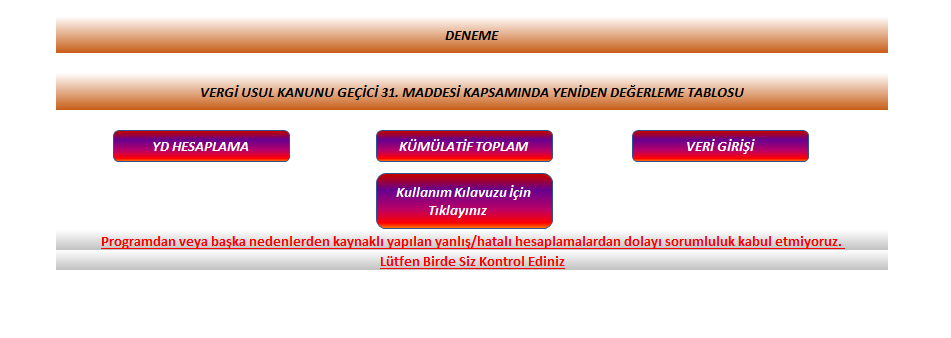 DENEME
VERGİ USUL KANUNU GEÇİCİ 31. MADDESİ KAPSAMINDA YENİDEN DEĞERLEME TABLOSU
YD HESAPLAMA
KÜMÜLATİF TOPLAM
VERİ GİRİŞİ
Kullanım Kılavuzu İçin
Tıklayınız
Programdan veya başka nedenlerden kaynaklı yapılan yanlış/hatalı hesaplamalardan dolayı sorumluluk kabul etmiyoruz.
Lütfen Birde Siz Kontrol Ediniz